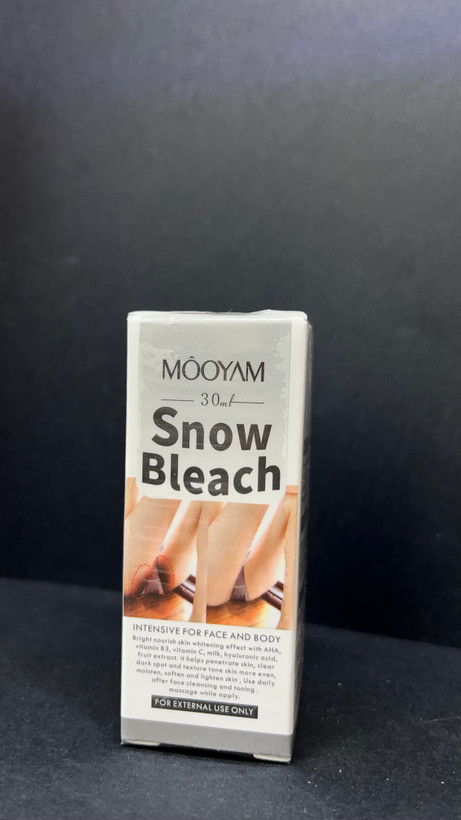 MÔOYAM
30ml
Snow
Bleach
INTENSIVE FOR FACE AND BODY
Bright nourish skin whitening effect with AHA,
vitamin B3, vitamin C, milk, hyaluronic acid,
fruit extract. it helps penetrate skin, clear
dark spot and texture tone skin more even,
moisten, soften and lighten skin , Use daily
after face cleansing and toning -
massage while apply.
FOR EXTERNAL USE ONLY